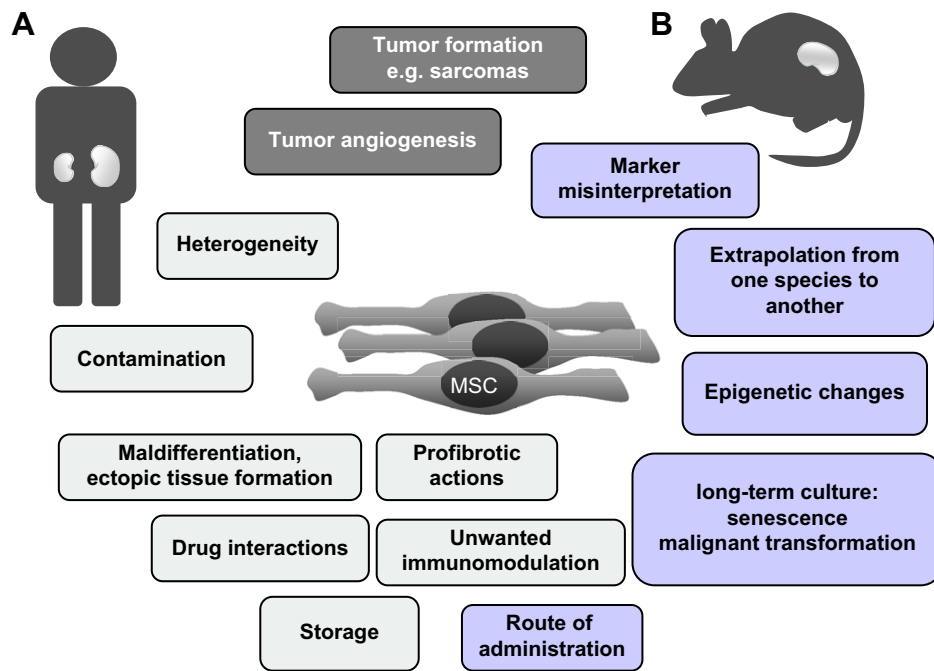 A
B
Tumor formation
e.g. sarcomas
Tumor angiogenesis
Marker
misinterpretation
Heterogeneity
Extrapolation from
one species to
another
Contamination
MSC
Epigenetic changes
Maldifferentiation,
ectopic tissue formation
Profibrotic
actions
long-term culture:
senescence
malignant transformation
Drug interactions
Unwanted
immunomodulation
Storage
Route of
administration